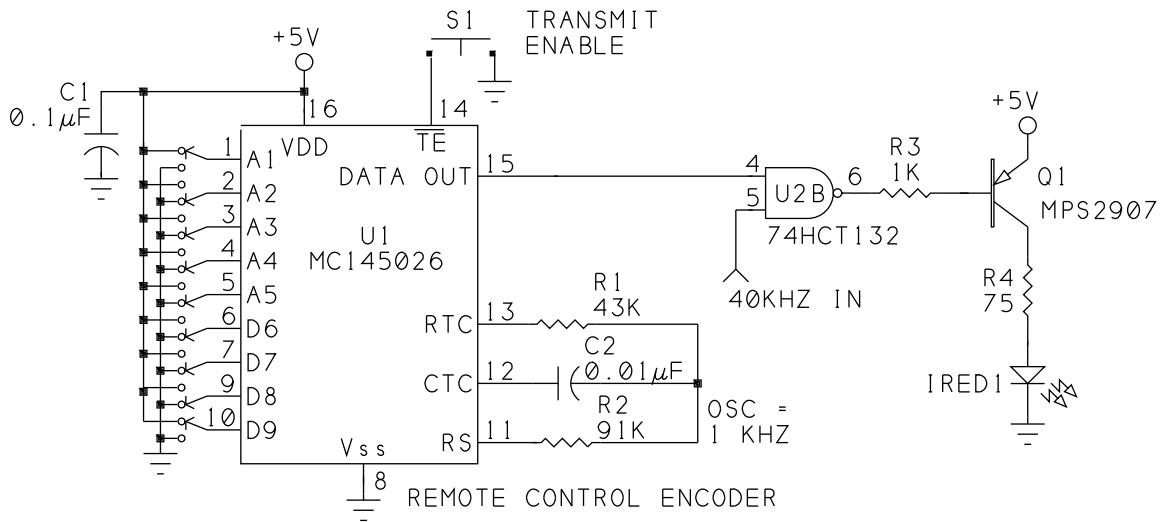 S1 TRANSMIT
ENABLE
+5V
C1
0.1µF
16
14
+5V
VDD
TE
1 A1
2 A2
3 A3
4 A4
5 A5
6 D6
7 D7
9 D8
10 D9
DATA OUT 15
U1
MC145026
4
5
U2B
6
74HCT132
40KHZ IN
R3
1K
Q1
MPS2907
R4
75
IRED1
R1
43K
RTC 13
C2
0.01µF
CTC 12
R2
91K
RS 11
OSC =
1 KHZ
Vss
8
REMOTE CONTROL ENCODER